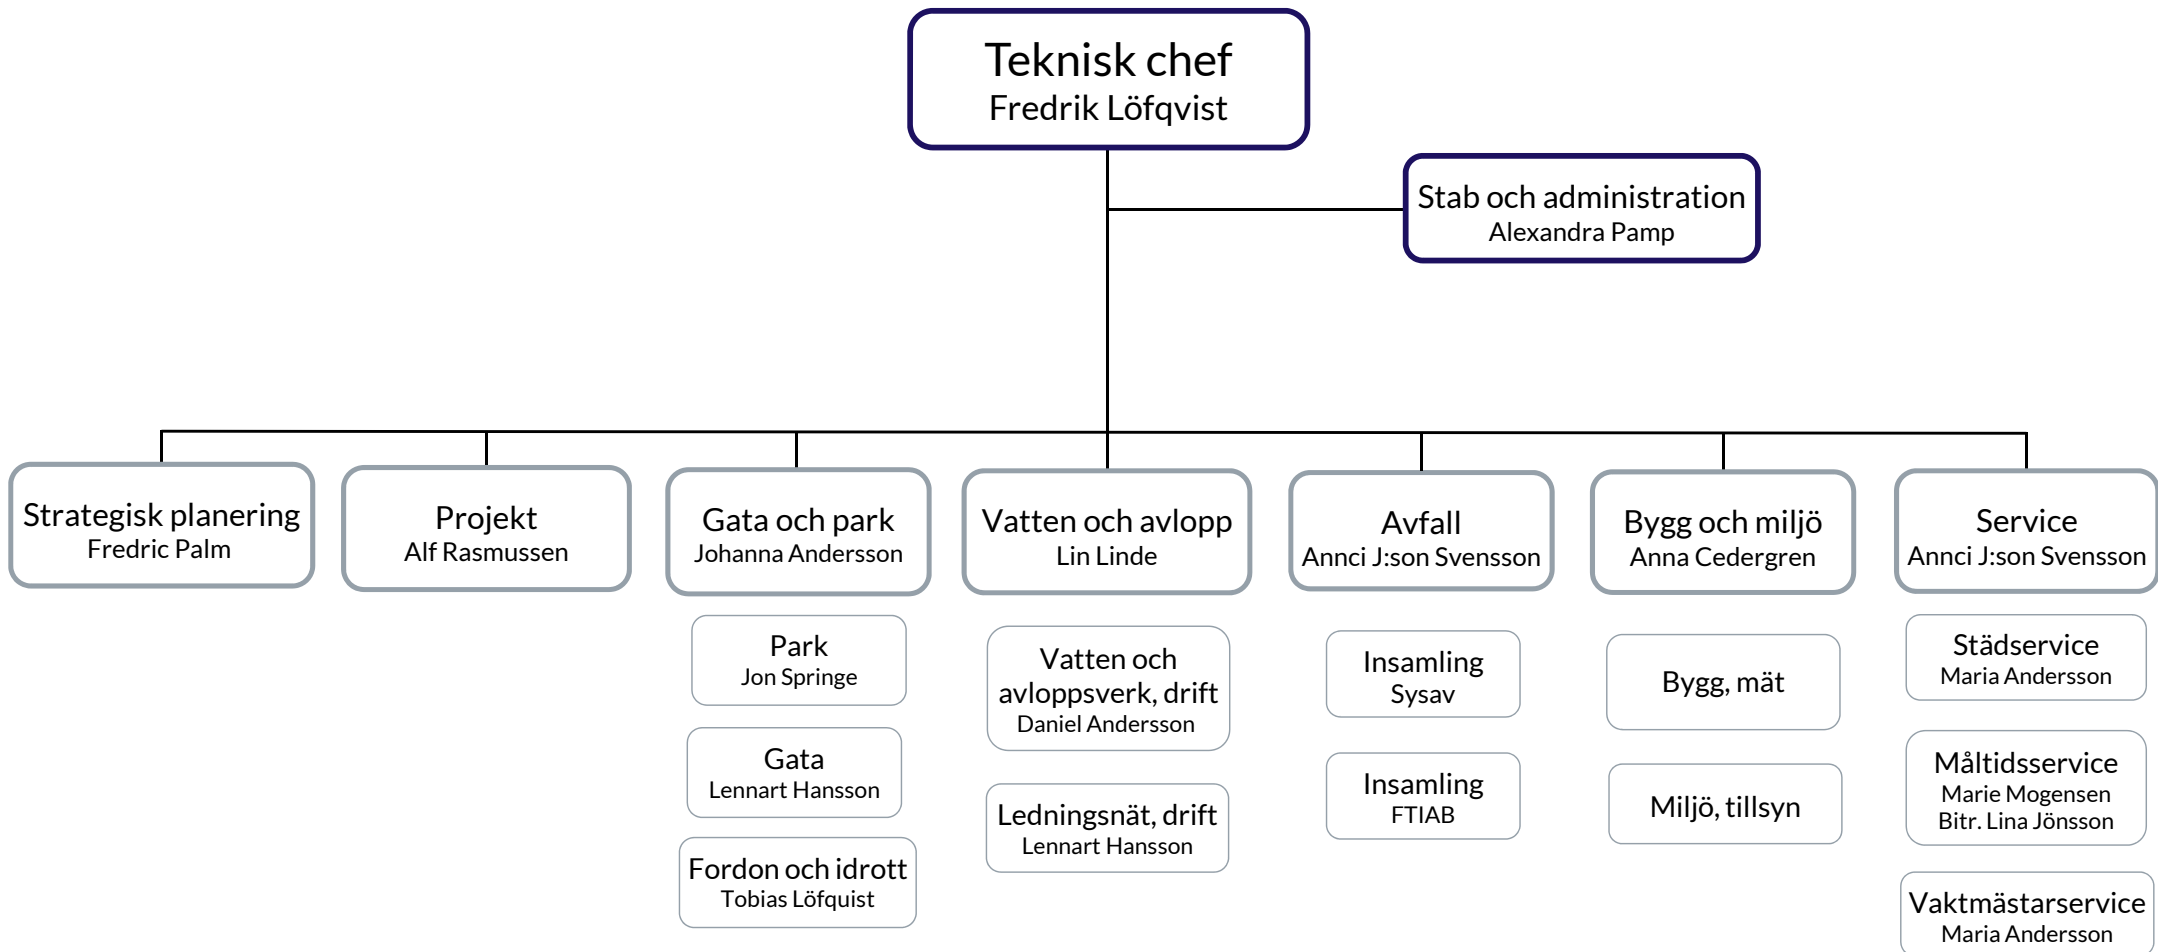 Teknisk chef
Fredrik Löfqvist
Stab och administration
Alexandra Pamp
Strategisk planering
Fredric Palm
Projekt
Alf Rasmussen
Gata och park
Johanna Andersson
Vatten och avlopp
Lin Linde
Avfall
Annci J:son Svensson
Bygg och miljö
Anna Cedergren
Service
Annci J:son Svensson
Park
Jon Springe
Gata
Lennart Hansson
Fordon och idrott
Tobias Löfquist
Vatten och
avloppsverk, drift
Daniel Andersson
Ledningsnät, drift
Lennart Hansson
Insamling
Sysav
Insamling
FTIAB
Bygg, mät
Miljö, tillsyn
Städservice
Maria Andersson
Måltidsservice
Marie Mogensen
Bitr. Lina Jönsson
Vaktmästarservice
Maria Andersson